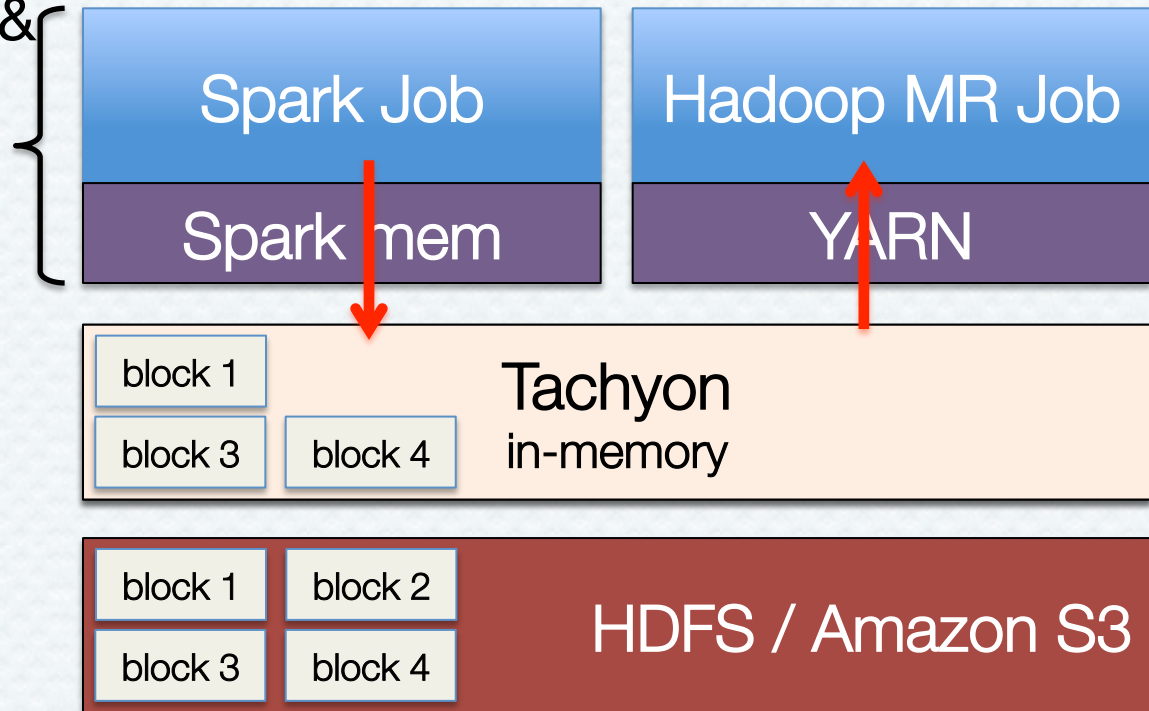 &
Spark Job
Hadoop MR Job
Spark mem
YARN
block 1
Tachyon
block 3
block 4
in-memory
block 1
block 2
HDFS / Amazon S3
block 3
block 4